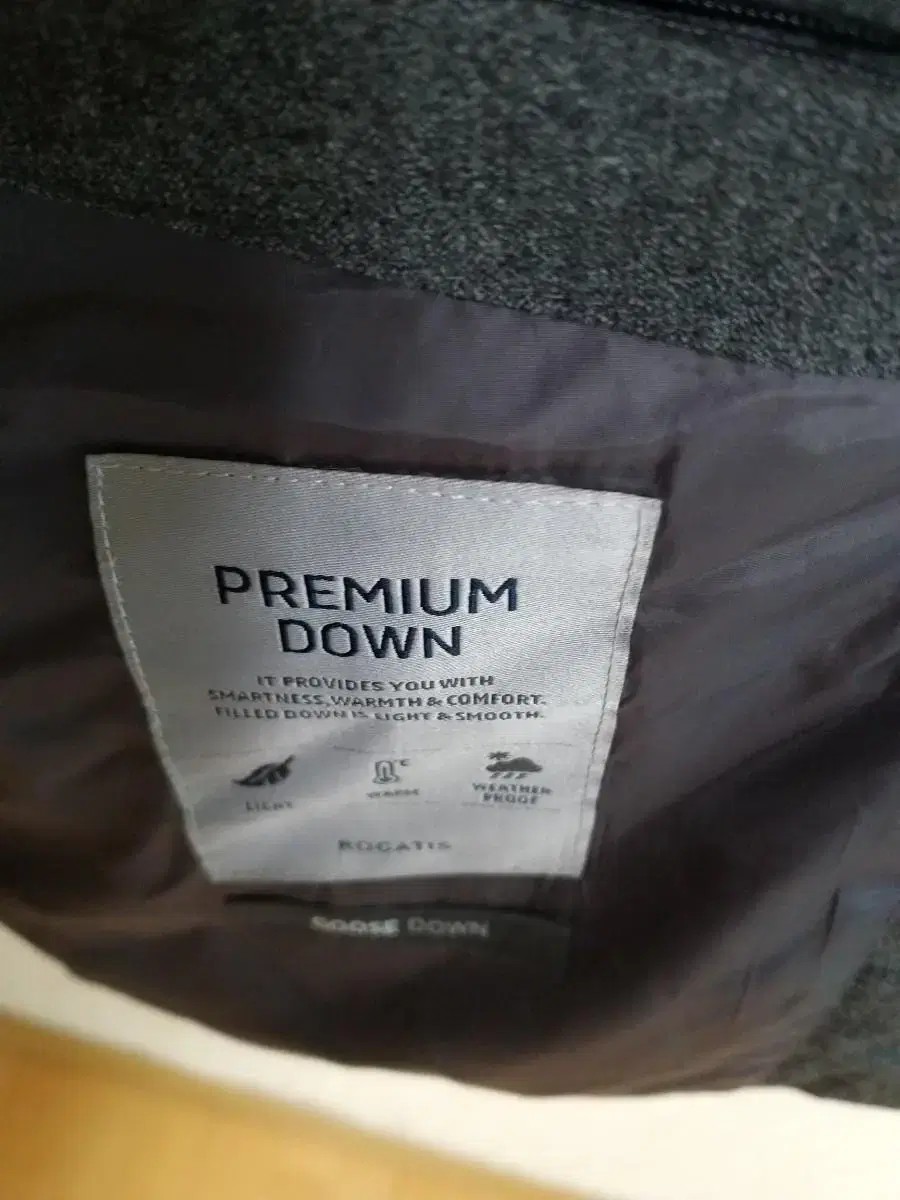 PREMIUM
DOWN
IT PROVIDES YOU WITH
SMARTNESS,WARMTH & COMFORT.
FILLED DOWN IS LIGHT & SMOOTH.
LIGHT
°C
WARM
WEATHER
PROOF
ROGATIS
GOOSE DOWN